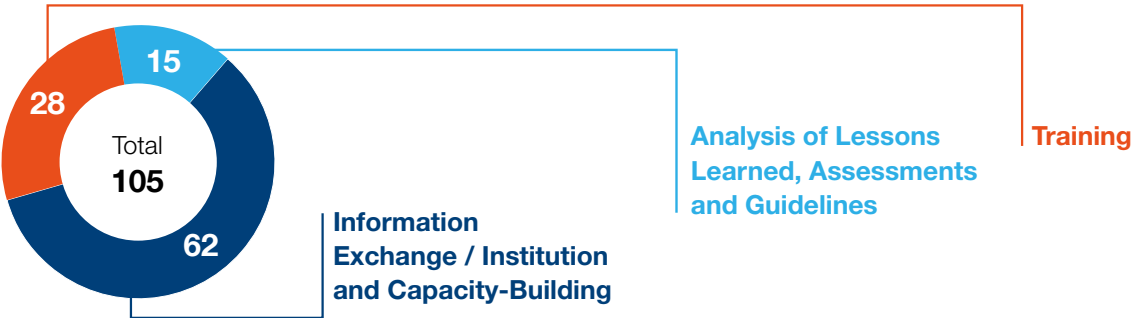 15
28
Total
105
62
Analysis of Lessons
Learned, Assessments
and Guidelines
Training
Information
Exchange / Institution
and Capacity-Building